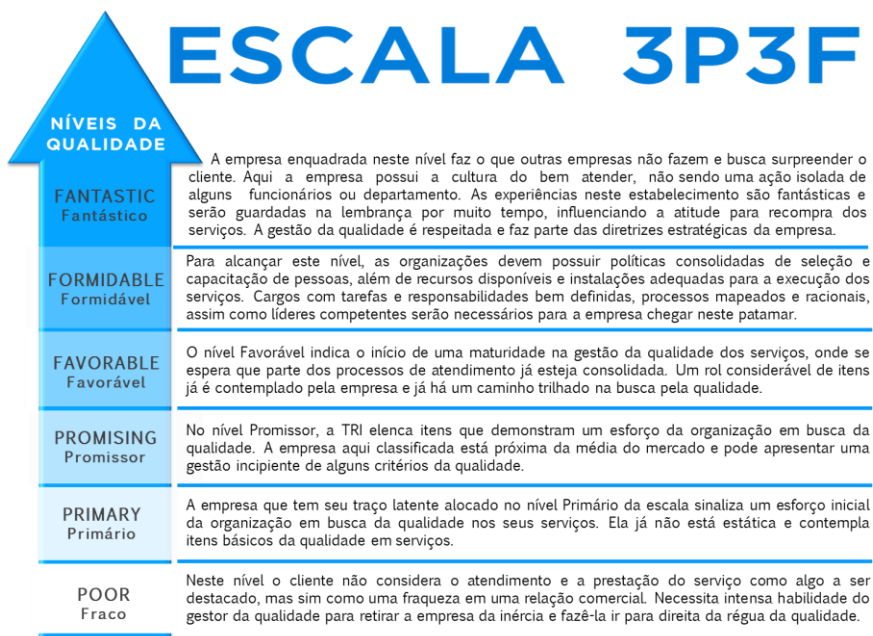 ESCALA 3P3F
NÍVEIS DA
QUALIDADE
FANTASTIC
Fantástico
A empresa enquadrada neste nível faz o que outras empresas não fazem e busca surpreender o
cliente. Aqui a empresa possui a cultura do bem atender, não sendo uma ação isolada de
alguns funcionários ou departamento. As experiências neste estabelecimento são fantásticas e
serão guardadas na lembrança por muito tempo, influenciando a atitude para recompra dos
serviços. A gestão da qualidade é respeitada e faz parte das diretrizes estratégicas da empresa.
FORMIDABLE
Formidável
Para alcançar este nível, as organizações devem possuir políticas consolidadas de seleção e
capacitação de pessoas, além de recursos disponíveis e instalações adequadas para a execução dos
serviços. Cargos com tarefas e responsabilidades bem definidas, processos mapeados e racionais,
assim como líderes competentes serão necessários para a empresa chegar neste patamar.
FAVORABLE
Favorável
O nível Favorável indica o início de uma maturidade na gestão da qualidade dos serviços, onde se
espera que parte dos processos de atendimento já esteja consolidada. Um rol considerável de itens
já é contemplado pela empresa e já há um caminho trilhado na busca pela qualidade.
PROMISING
Promissor
No nível Promissor, a TRI elenca itens que demonstram um esforço da organização em busca da
qualidade. A empresa aqui classificada está próxima da média do mercado e pode apresentar uma
gestão incipiente de alguns critérios da qualidade.
PRIMARY
Primário
A empresa que tem seu traço latente alocado no nível Primário da escala sinaliza um esforço inicial
da organização em busca da qualidade nos seus serviços. Ela já não está estática e contempla
itens básicos da qualidade em serviços.
POOR
Fraco
Neste nível o cliente não considera o atendimento e a prestação do serviço como algo a ser
destacado, mas sim como uma fraqueza em uma relação comercial. Necessita intensa habilidade do
gestor da qualidade para retirar a empresa da inércia e fazê-la ir para direita da régua da qualidade.